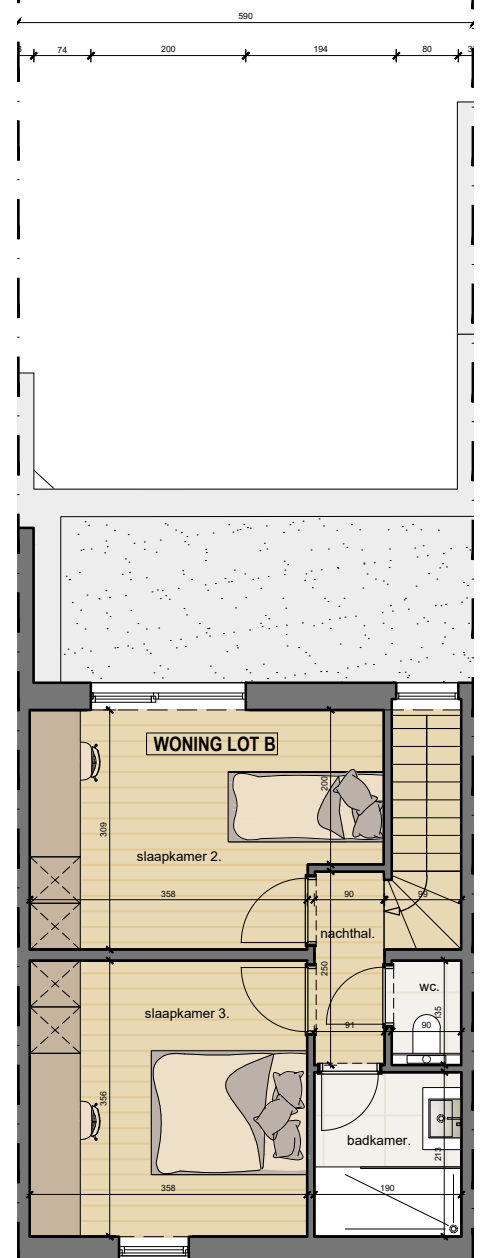 590
74 200 194 80
WONING LOT B
200
309
slaapkamer 2.
358 90 99
nachthal.
250
slaapkamer 3.
wc.
135
91 90
356
badkamer.
213
358 190